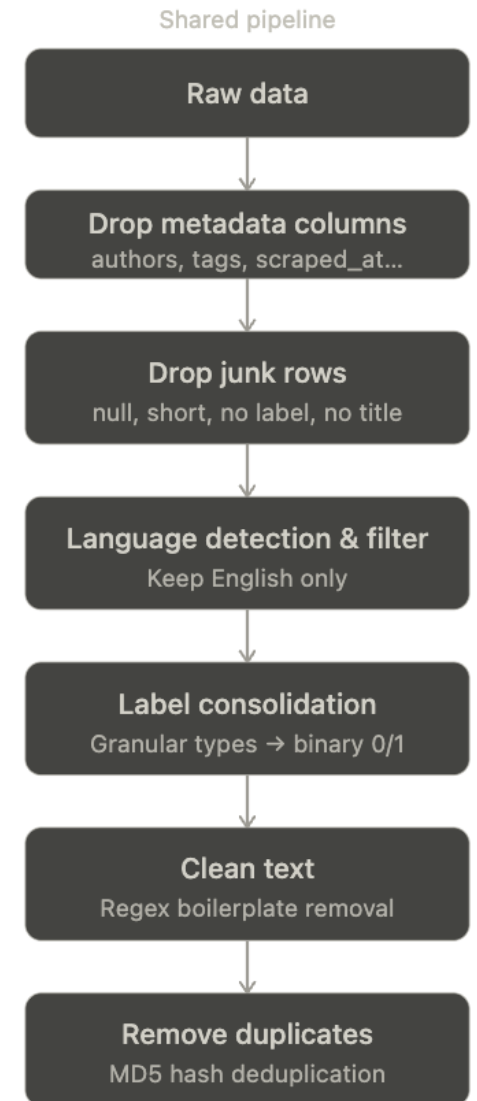 Shared pipeline
Raw data
Drop metadata columns
authors, tags, scraped_at...
Drop junk rows
null, short, no label, no title
Language detection & filter
Keep English only
Label consolidation
Granular types → binary 0/1
Clean text
Regex boilerplate removal
Remove duplicates
MD5 hash deduplication